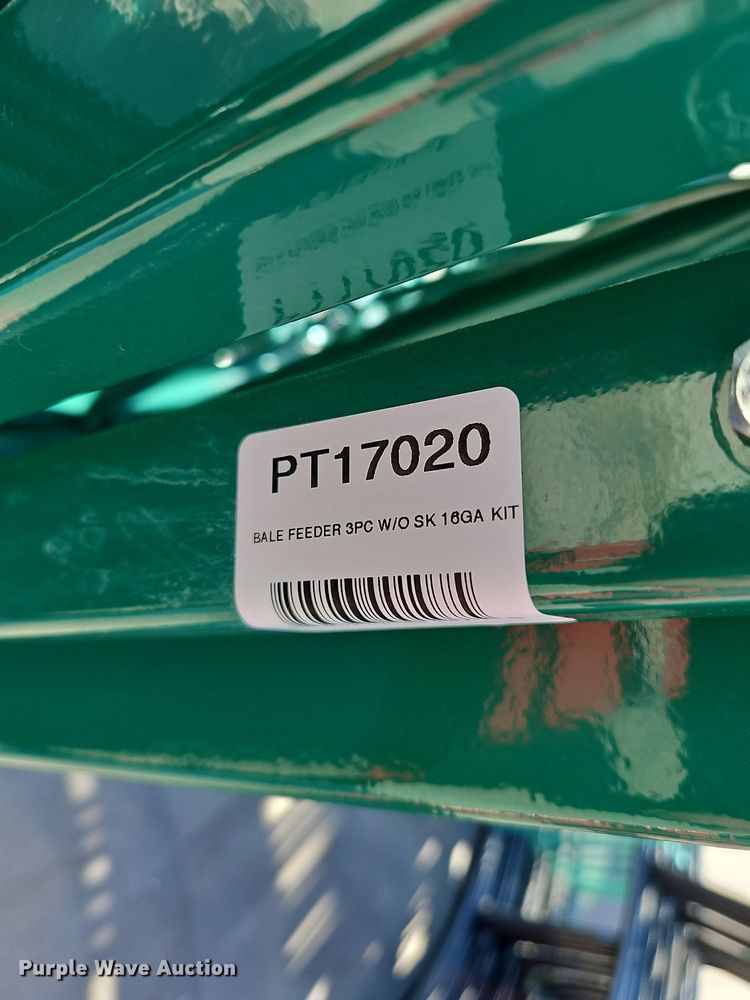 PT17020
BALE FEEDER 3PC W/O SK 16GA KIT
Purple Wave Auction